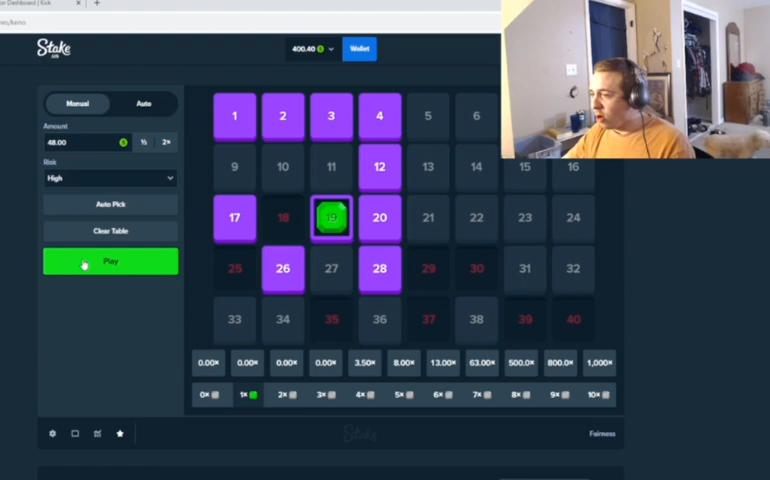 or Dashboard | Kick
es/keno
Stake
400.40
Wallet
Manual
Auto
Amount
48.00
½
2×
Risk
High
Auto Pick
Clear Table
Play
1 2 3 4 5 6
9 10 11 12 13 14 15 16
17 18 19 20 21 22 23 24
25 26 27 28 29 30 31 32
33 34 35 36 37 38 39 40
0.00× 0.00× 0.00× 0.00× 3.50× 8.00× 13.00× 63.00× 500.0× 800.0× 1,000×
0× 1× 2× 3× 4× 5× 6× 7× 8× 9× 10×
Stake
Fairness